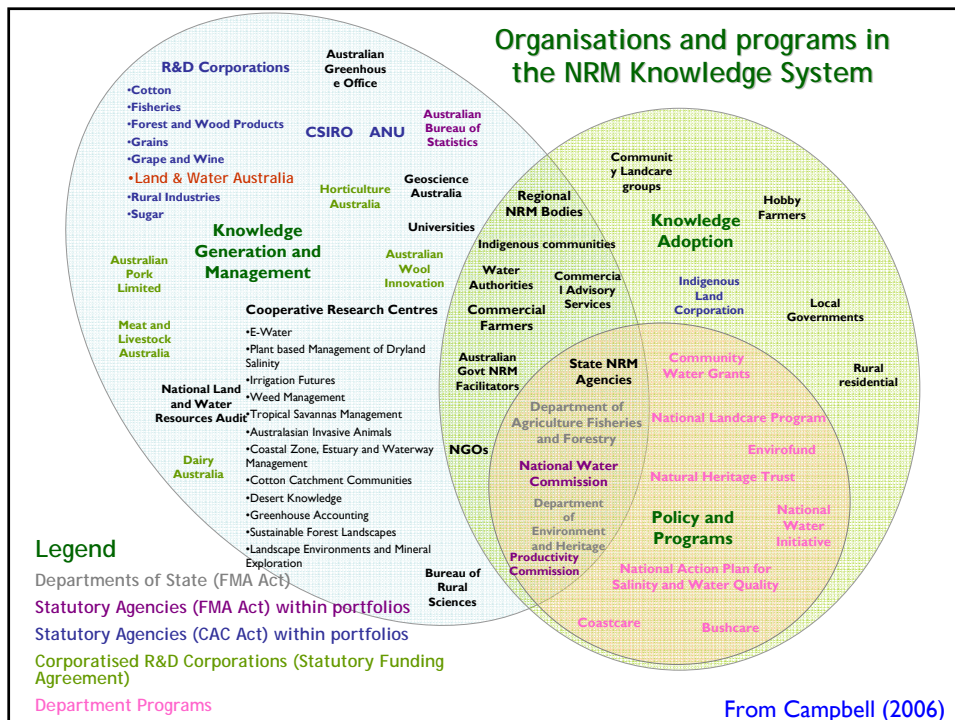 Organisations and programs in
the NRM Knowledge System
R&D Corporations
•Cotton
•Fisheries
•Forest and Wood Products
•Grains
•Grape and Wine
•Land & Water Australia
•Rural Industries
•Sugar
Australian
Greenhous
e Office
CSIRO
ANU
Australian
Bureau of
Statistics
Horticulture
Australia
Geoscience
Australia
Universities
Knowledge
Generation and
Management
Australian
Wool
Innovation
Australian
Pork
Limited
Meat and
Livestock
Australia
National Land
and Water
Resources Audit
Dairy
Australia
Cooperative Research Centres
•E-Water
•Plant based Management of Dryland
Salinity
•Irrigation Futures
•Weed Management
•Tropical Savannas Management
•Australasian Invasive Animals
•Coastal Zone, Estuary and Waterway
Management
•Cotton Catchment Communities
•Desert Knowledge
•Greenhouse Accounting
•Sustainable Forest Landscapes
•Landscape Environments and Mineral
Exploration
Bureau of
Rural
Sciences
Regional
NRM Bodies
Indigenous communities
Water
Authorities
Commercia
l Advisory
Services
Commercial
Farmers
Australian
Govt NRM
Facilitators
State NRM
Agencies
NGOs
Department of
Agriculture Fisheries
and Forestry
National Water
Commission
Department
of
Environment
and Heritage
Productivity
Commission
Communit
y Landcare
groups
Hobby
Farmers
Knowledge
Adoption
Indigenous
Land
Corporation
Local
Governments
Rural
residential
Community
Water Grants
National Landcare Program
Envirofund
Natural Heritage Trust
National
Water
Initiative
Policy and
Programs
National Action Plan for
Salinity and Water Quality
Coastcare
Bushcare
Legend
Departments of State (FMA Act)
Statutory Agencies (FMA Act) within portfolios
Statutory Agencies (CAC Act) within portfolios
Corporatised R&D Corporations (Statutory Funding
Agreement)
Department Programs
From Campbell (2006)